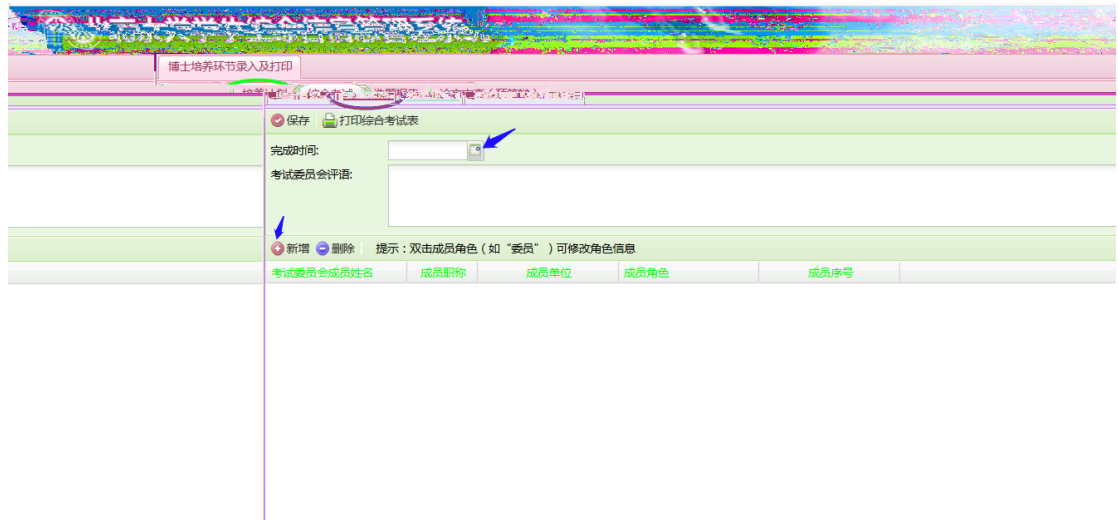 博士培养环节录入及打印
保存 打印综合考试表
完成时间:
考试委员会评语:
新增 删除 提示：双击成员角色（如“委员”）可修改角色信息
考试委员会成员姓名 成员职称 成员单位 成员角色 成员序号